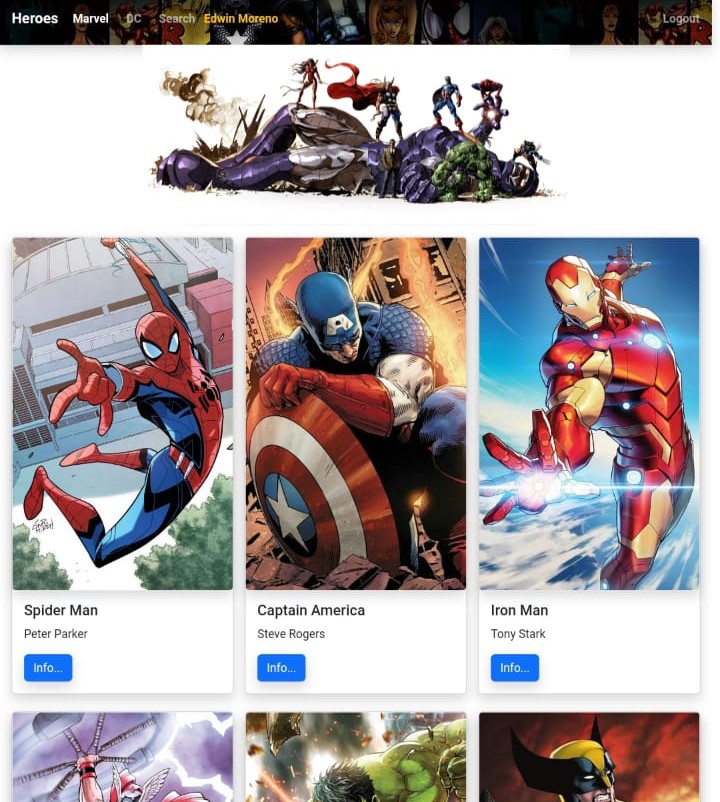 Heroes Marvel DC Search Edwin Moreno Logout
Spider Man
Peter Parker
Info...
Captain America
Steve Rogers
Info...
Iron Man
Tony Stark
Info...